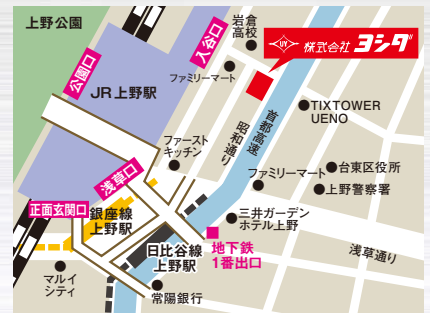 上野公園
岩倉
高校
入谷口
UY 株式会社 ヨシダ
公園口
ファミリーマート
JR上野駅
TIXTOWER
UENO
首都高速
昭和通り
ファースト
キッチン
浅草口
ファミリーマート
台東区役所
上野警察署
正面玄関口
銀座線
上野駅
三井ガーデン
ホテル上野
日比谷線
上野駅
地下鉄
1番出口
浅草通り
マルイ
シティ
常陽銀行